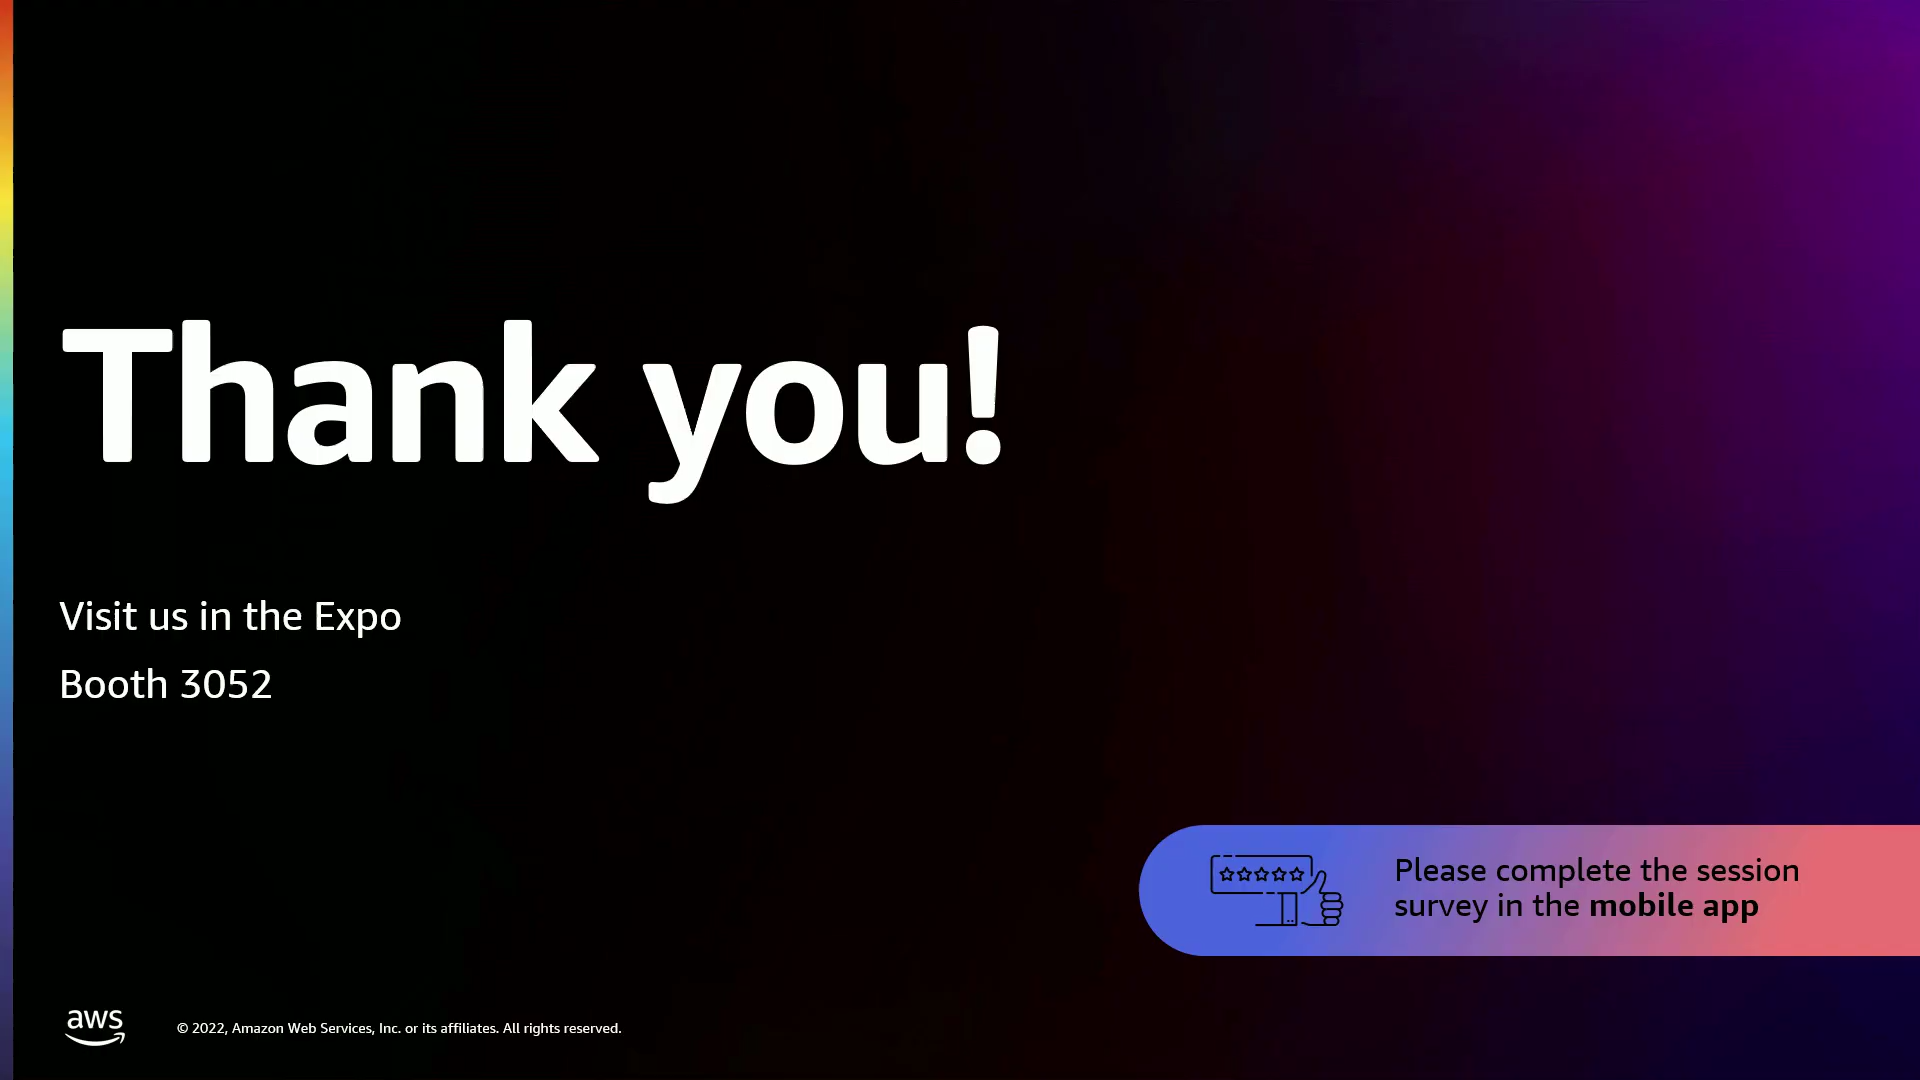 Thank you!
Visit us in the Expo
Booth 3052
Please complete the session
survey in the mobile app
aws
© 2022, Amazon Web Services, Inc. or its affiliates. All rights reserved.